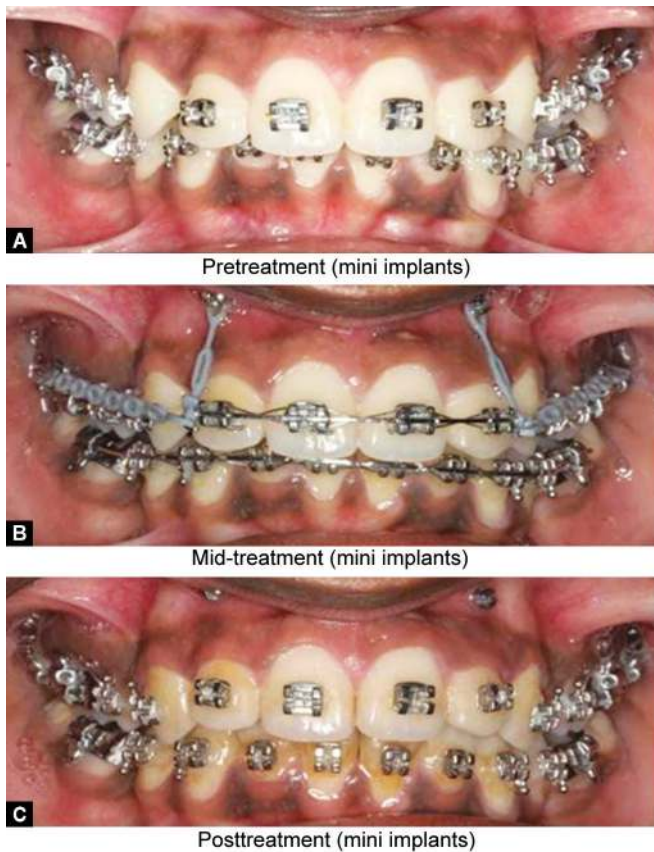 A
Pretreatment (mini implants)
B
Mid-treatment (mini implants)
C
Posttreatment (mini implants)